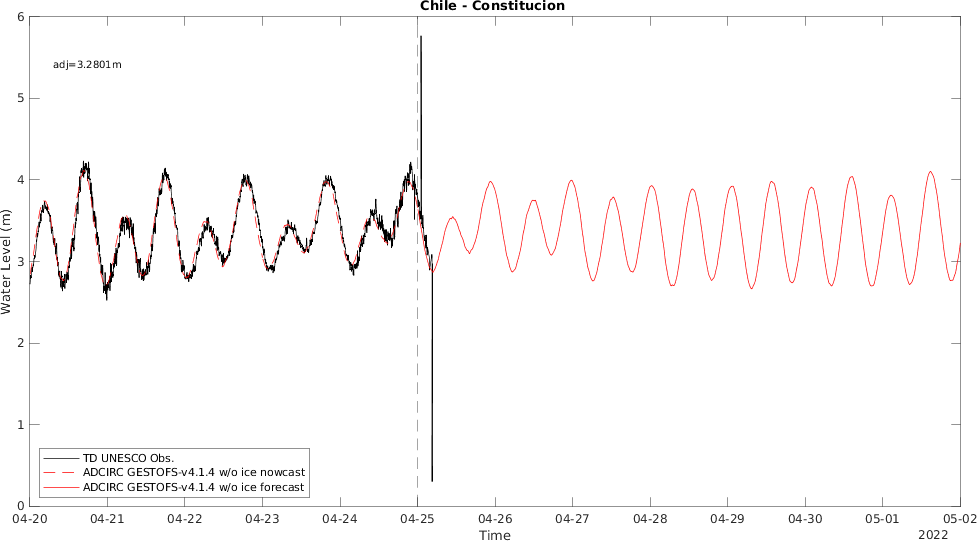 Chile - Constitucion
adj=3.2801m
6
5
4
3
2
1
0
Water Level (m)
TD UNESCO Obs.
ADCIRC GESTOFS-v4.1.4 w/o ice nowcast
ADCIRC GESTOFS-v4.1.4 w/o ice forecast
04-20 04-21 04-22 04-23 04-24 04-25 04-26 04-27 04-28 04-29 04-30 05-01 05-02
Time
2022